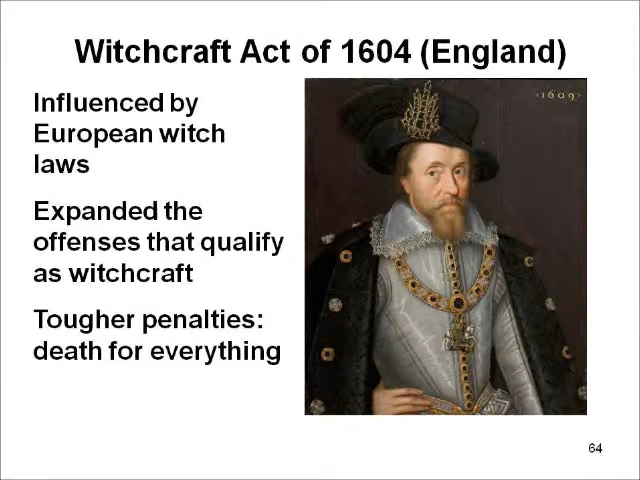 Witchcraft Act of 1604 (England)
Influenced by
European witch
laws
Expanded the
offenses that qualify
as witchcraft
Tougher penalties:
death for everything
·1609·
64